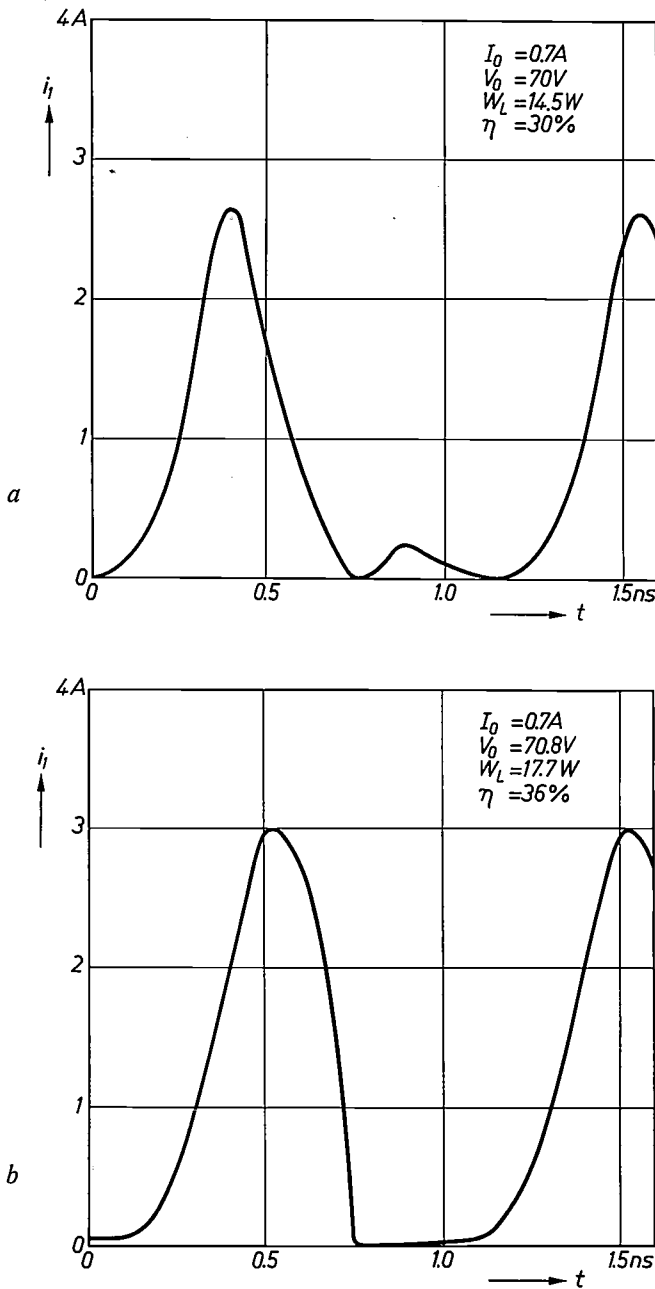 4A
i₁
I₀ =0.7A
V₀ =70V
W_L =14.5W
η =30%
3
2
1
a
0
0 0.5 1.0 1.5ns
t
4A
i₁
I₀ =0.7A
V₀ =70.8V
W_L =17.7W
η =36%
3
2
1
b
0
0 0.5 1.0 1.5ns
t